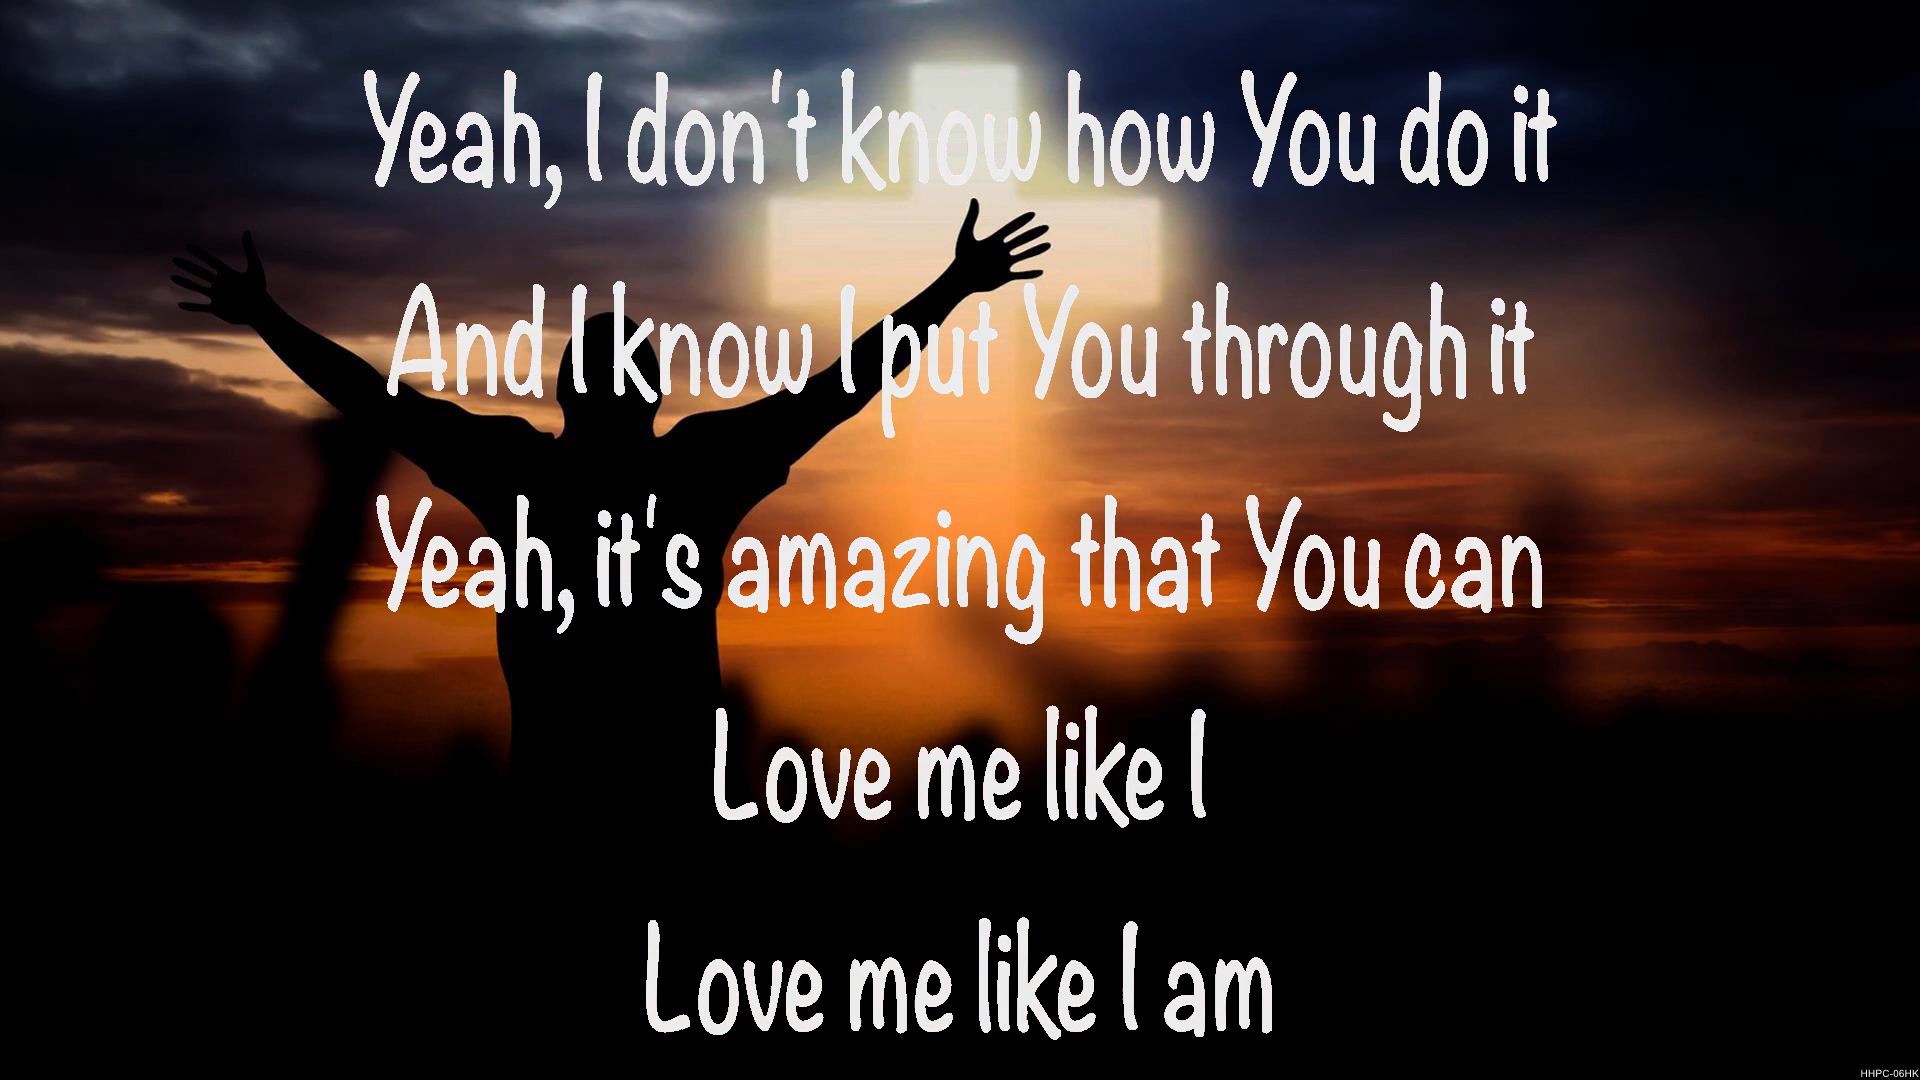 Yeah, I don't know how You do it
And I know I put You through it
Yeah, it's amazing that You can
Love me like I
Love me like I am
HHPC-06HK